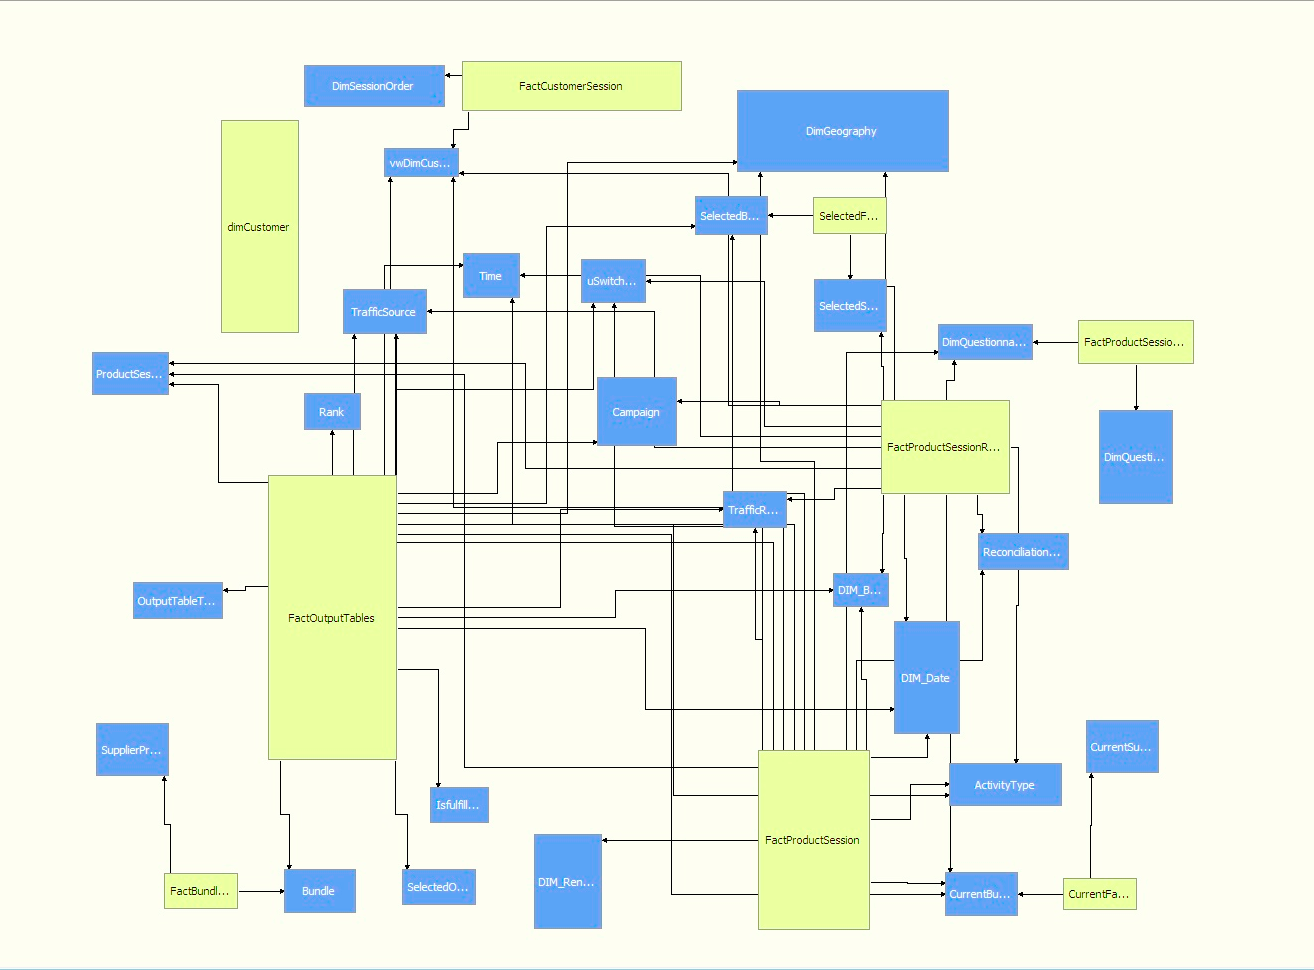 DimSessionOrder
FactCustomerSession
DimGeography
vwDimCus...
dimCustomer
SelectedB...
SelectedF...
Time
uSwitch...
TrafficSource
SelectedS...
DimQuestionna...
FactProductSessio...
ProductSes...
Rank
Campaign
FactProductSessionR...
DimQuesti...
TrafficR...
Reconciliation...
OutputTableT...
FactOutputTables
DIM_B...
DIM_Date
SupplierPr...
CurrentSu...
ActivityType
Isfulfill...
FactProductSession
FactBundl...
Bundle
SelectedO...
DIM_Ren...
CurrentBu...
CurrentFa...